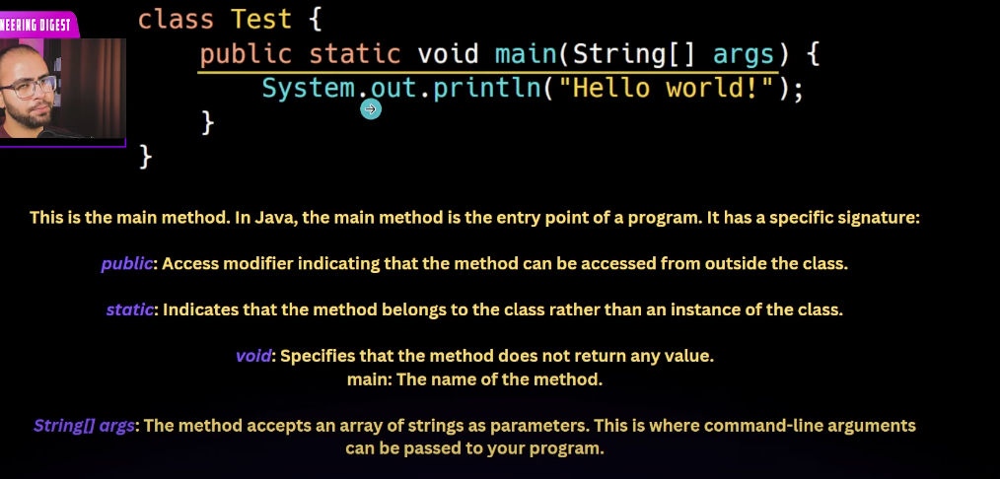 NEERING DIGEST
class Test {
public static void main(String[] args) {
System.out.println("Hello world!");
}
}
This is the main method. In Java, the main method is the entry point of a program. It has a specific signature:
public: Access modifier indicating that the method can be accessed from outside the class.
static: Indicates that the method belongs to the class rather than an instance of the class.
void: Specifies that the method does not return any value.
main: The name of the method.
String[] args: The method accepts an array of strings as parameters. This is where command-line arguments
can be passed to your program.